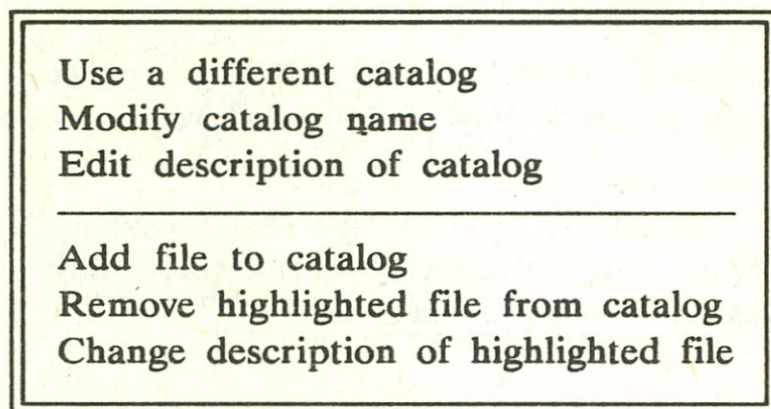 Use a different catalog
Modify catalog name
Edit description of catalog
Add file to catalog
Remove highlighted file from catalog
Change description of highlighted file